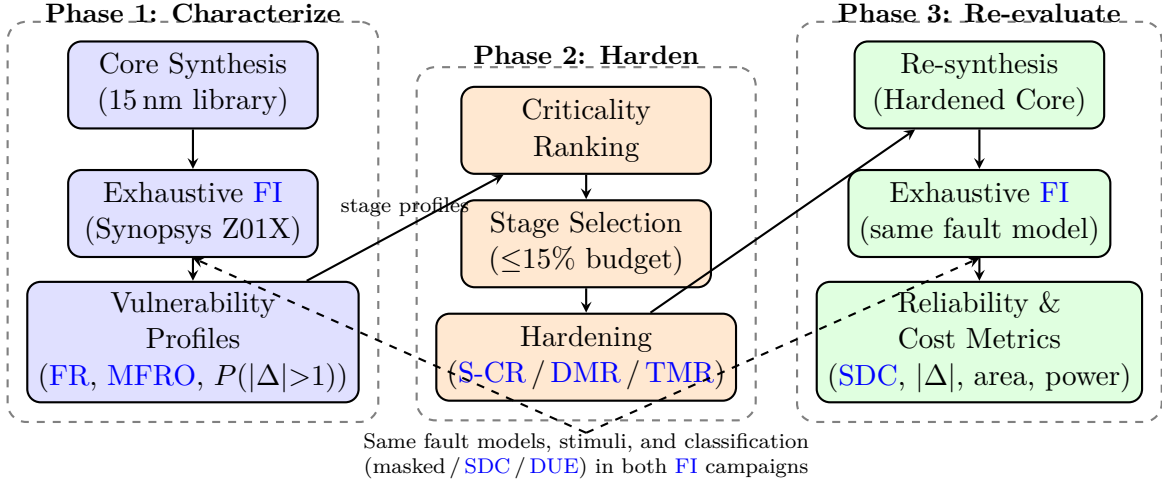 Phase 1: Characterize
Core Synthesis
(15 nm library)
Exhaustive FI
(Synopsys Z01X)
Vulnerability
Profiles
(FR, MFRO, P(|Δ|>1))
stage profiles
Phase 2: Harden
Criticality
Ranking
Stage Selection
(≤15% budget)
Hardening
(S-CR / DMR / TMR)
Phase 3: Re-evaluate
Re-synthesis
(Hardened Core)
Exhaustive FI
(same fault model)
Reliability &
Cost Metrics
(SDC, |Δ|, area, power)
Same fault models, stimuli, and classification
(masked / SDC / DUE) in both FI campaigns